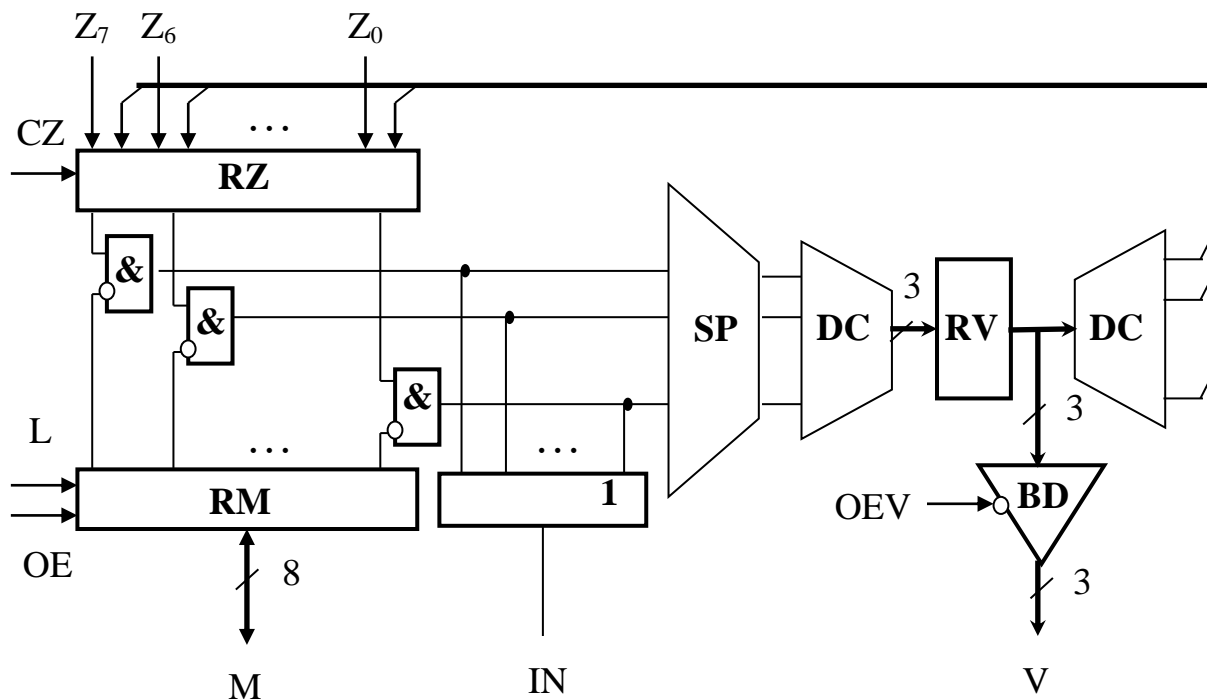 Z7 Z6 Z0
CZ
...
RZ
& 
&
&
SP DC 3 RV DC
L
...
...
3
RM
1
BD
OEV
OE
8
3
M IN V